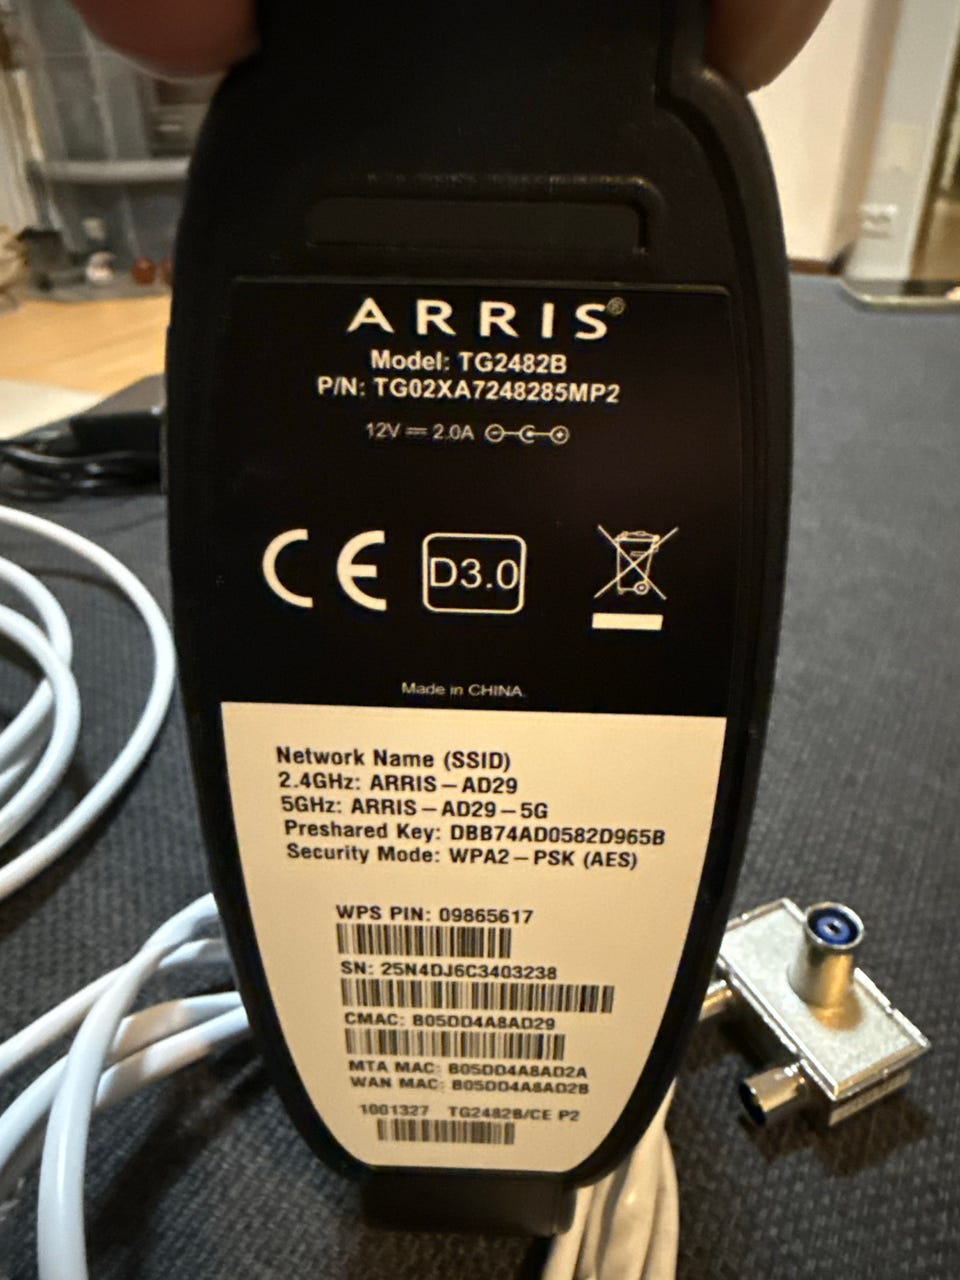 ARRIS®
Model: TG2482B
P/N: TG02XA7248285MP2
12V ⎓ 2.0A
CE
D3.0
Made in CHINA.
Network Name (SSID)
2.4GHz: ARRIS–AD29
5GHz: ARRIS–AD29–5G
Preshared Key: DBB74AD0582D965B
Security Mode: WPA2–PSK (AES)
WPS PIN: 09865617
SN: 25N4DJ6C3403238
CMAC: B05DD4A8AD29
MTA MAC: B05DD4A8AD2A
WAN MAC: B05DD4A8AD2B
1001327 TG2482B/CE P2